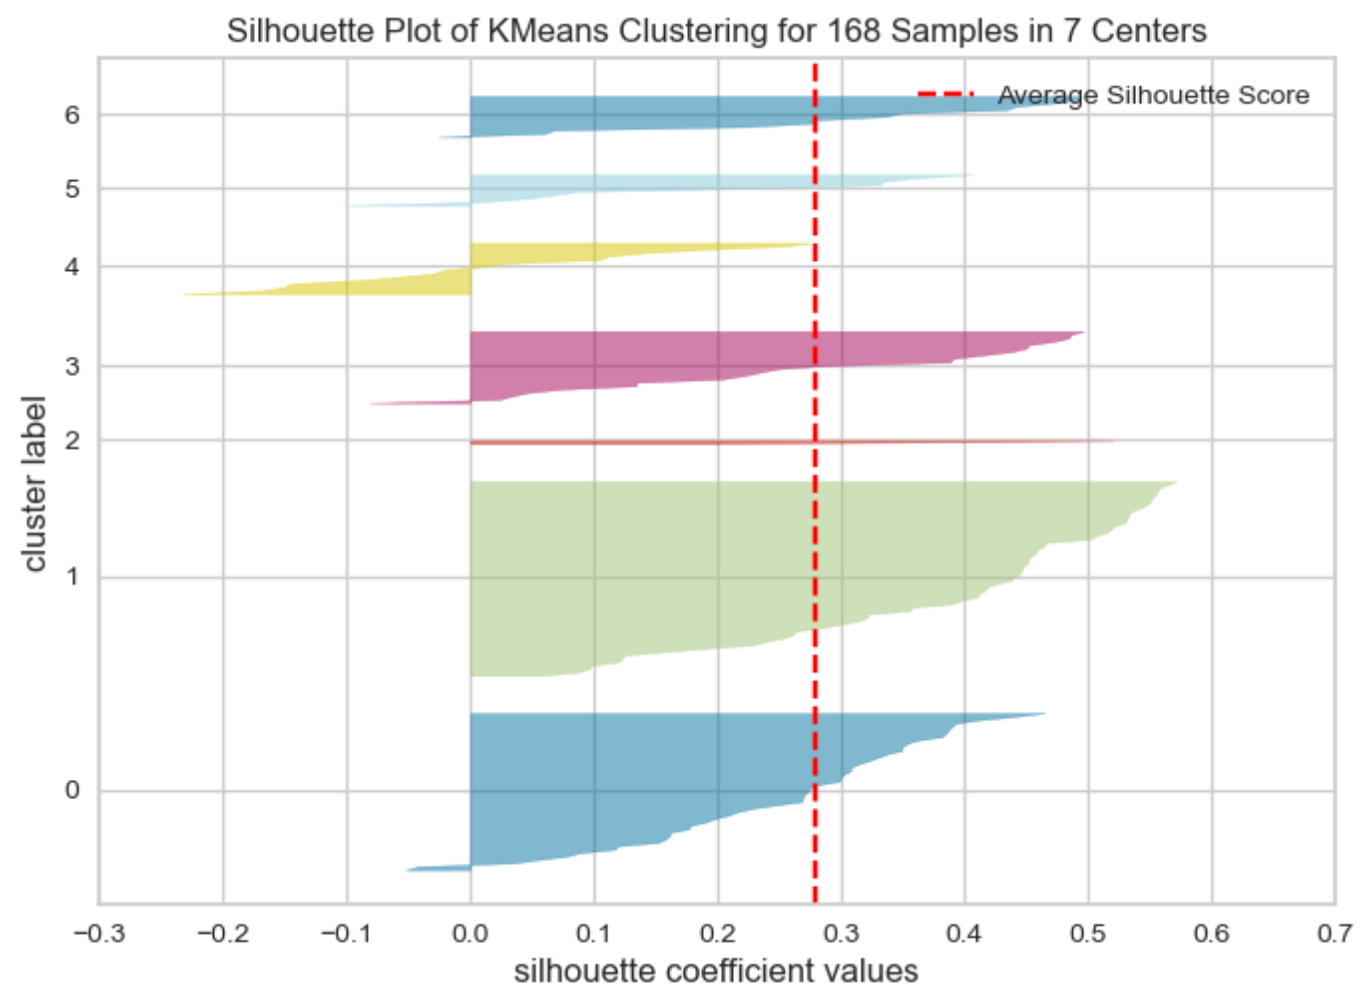 Silhouette Plot of KMeans Clustering for 168 Samples in 7 Centers
Average Silhouette Score
6
5
4
3
2
1
0
cluster label
−0.3 −0.2 −0.1 0.0 0.1 0.2 0.3 0.4 0.5 0.6 0.7
silhouette coefficient values